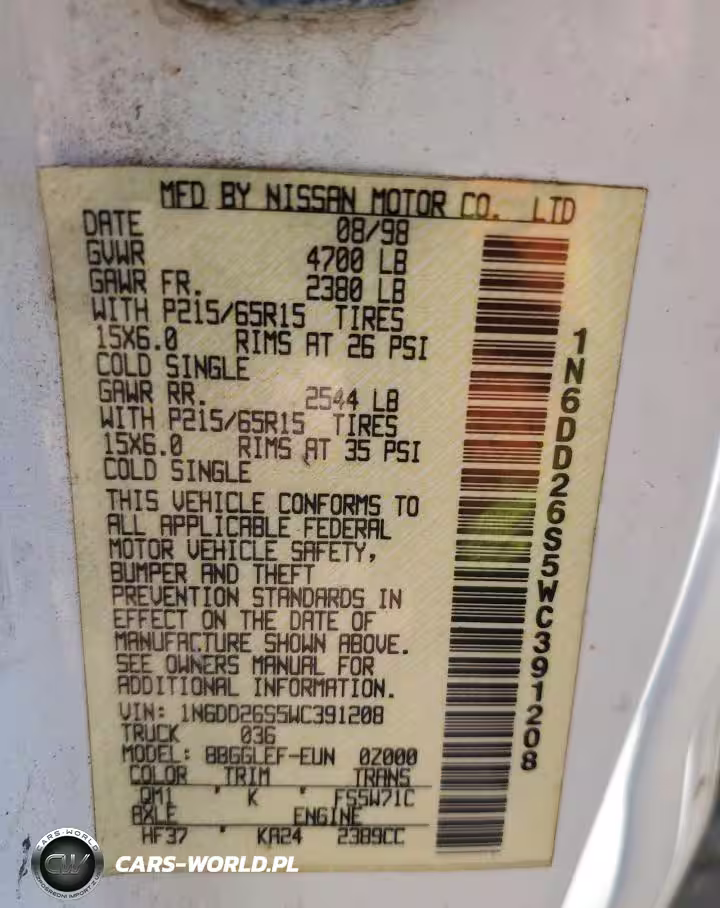 MFD BY NISSAN MOTOR CO. LTD
DATE 08/98
GVWR 4700 LB
GAWR FR. 2380 LB
WITH P215/65R15 TIRES
15X6.0 RIMS AT 26 PSI
COLD SINGLE
GAWR RR. 2544 LB
WITH P215/65R15 TIRES
15X6.0 RIMS AT 35 PSI
COLD SINGLE
THIS VEHICLE CONFORMS TO
ALL APPLICABLE FEDERAL
MOTOR VEHICLE SAFETY,
BUMPER AND THEFT
PREVENTION STANDARDS IN
EFFECT ON THE DATE OF
MANUFACTURE SHOWN ABOVE.
SEE OWNERS MANUAL FOR
ADDITIONAL INFORMATION.
VIN: 1N6DD26S5WC391208
TRUCK 036
MODEL: BBGGLEF-EUN 0Z000
COLOR TRIM TRANS
QM1 ' K ' FS5W71C
AXLE ENGINE
HF37 ' KA24 2389CC
1N6DD26S5WC391208
CARS-WORLD
CW
CARS-WORLD.PL